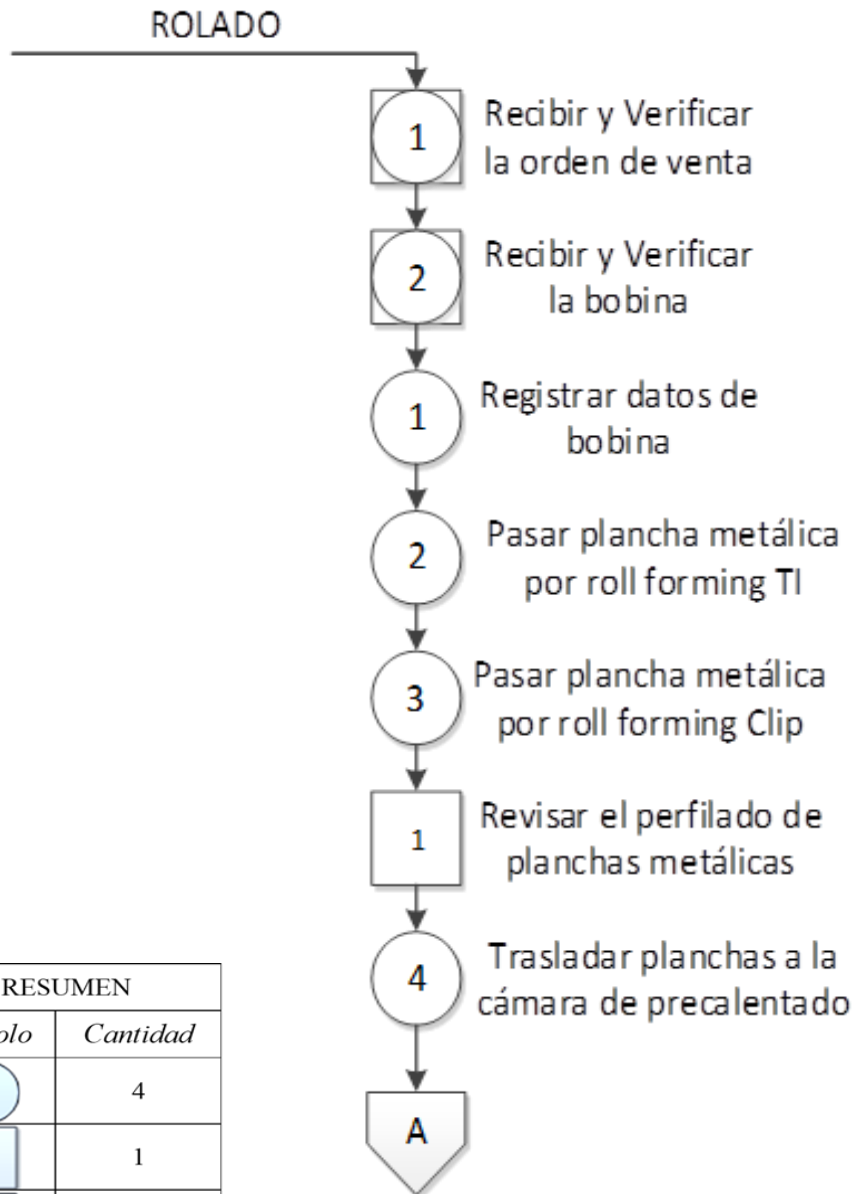 ROLADO
1
Recibir y Verificar
la orden de venta
2
Recibir y Verificar
la bobina
1
Registrar datos de
bobina
2
Pasar plancha metálica
por roll forming TI
3
Pasar plancha metálica
por roll forming Clip
1
Revisar el perfilado de
planchas metálicas
4
Trasladar planchas a la
cámara de precalentado
A
RESUMEN
Cantidad
4
1